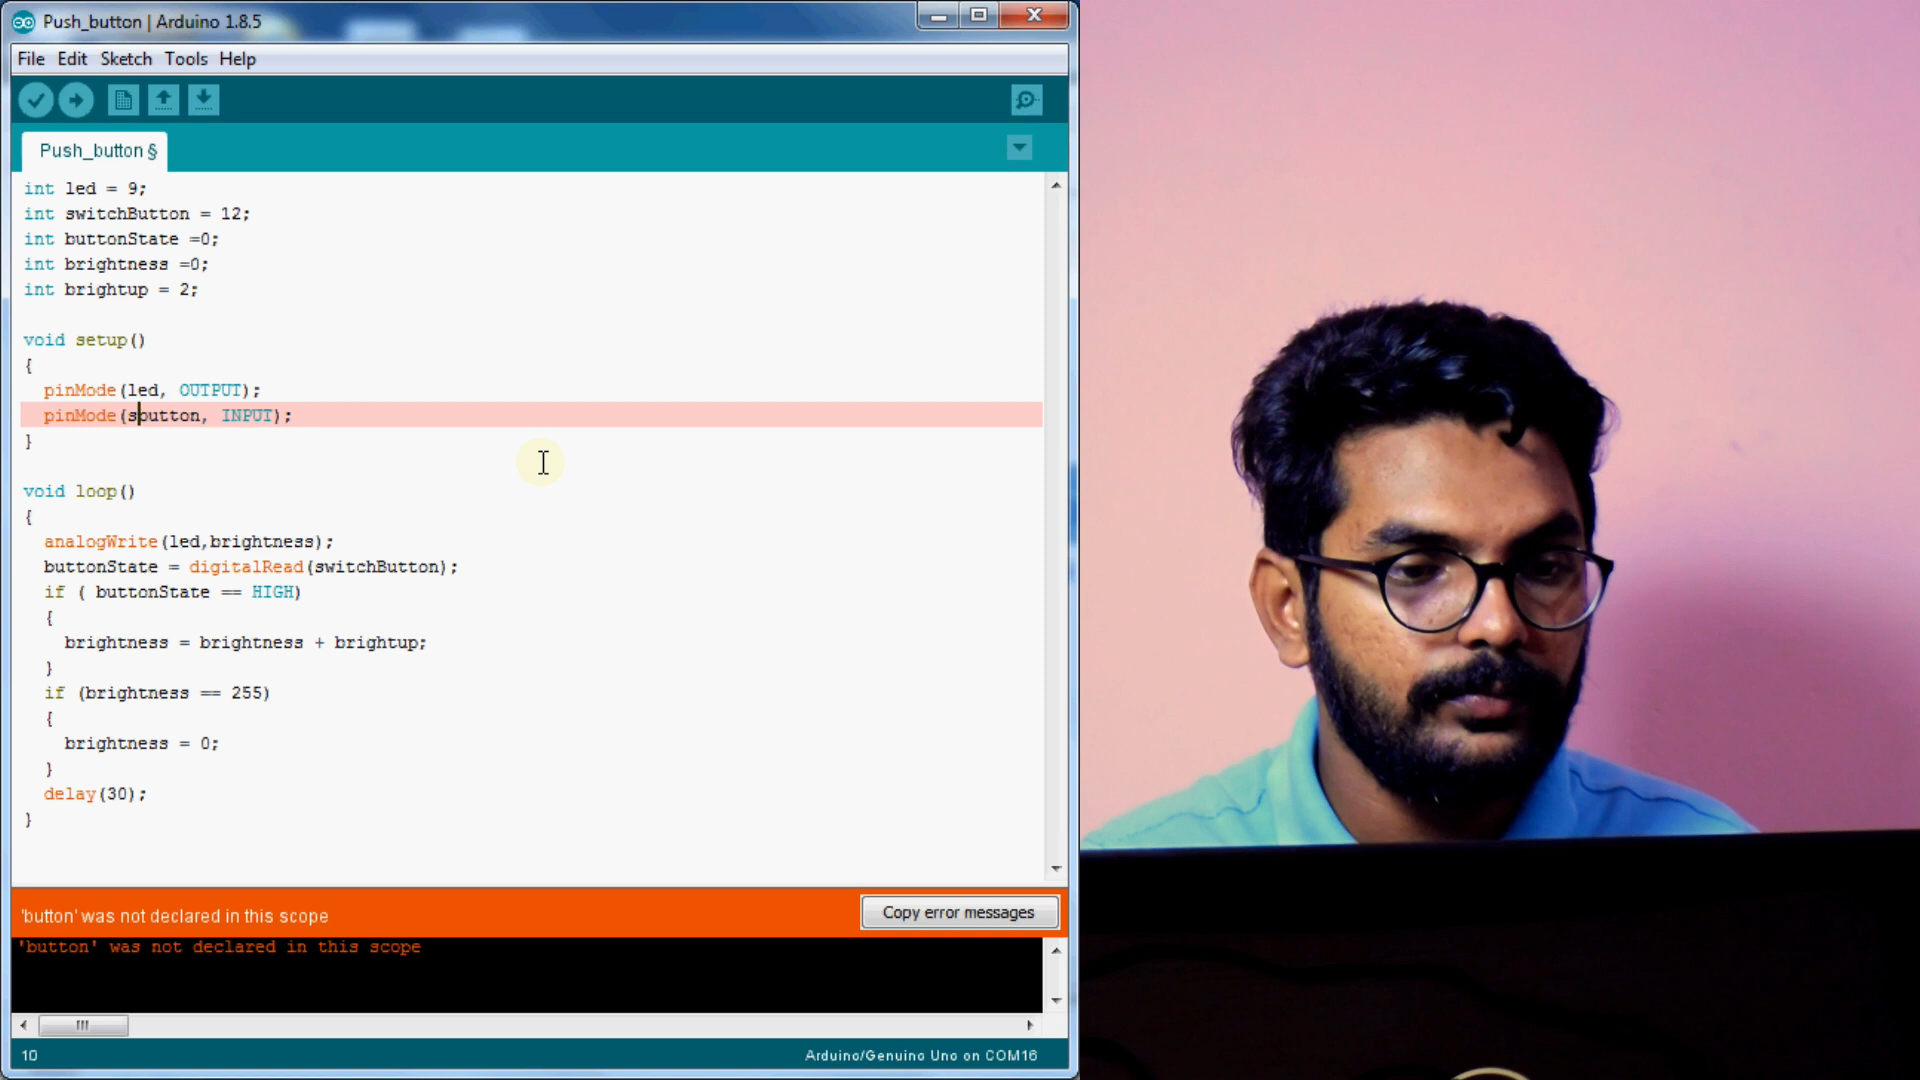 Push_button | Arduino 1.8.5
File Edit Sketch Tools Help
Push_button §
int led = 9;
int switchButton = 12;
int buttonState =0;
int brightness =0;
int brightup = 2;
void setup()
{
pinMode(led, OUTPUT);
pinMode(sbutton, INPUT);
}
void loop()
{
analogWrite(led,brightness);
buttonState = digitalRead(switchButton);
if ( buttonState == HIGH)
{
brightness = brightness + brightup;
}
if (brightness == 255)
{
brightness = 0;
}
delay(30);
}
'button' was not declared in this scope
Copy error messages
'button' was not declared in this scope
10
Arduino/Genuino Uno on COM16